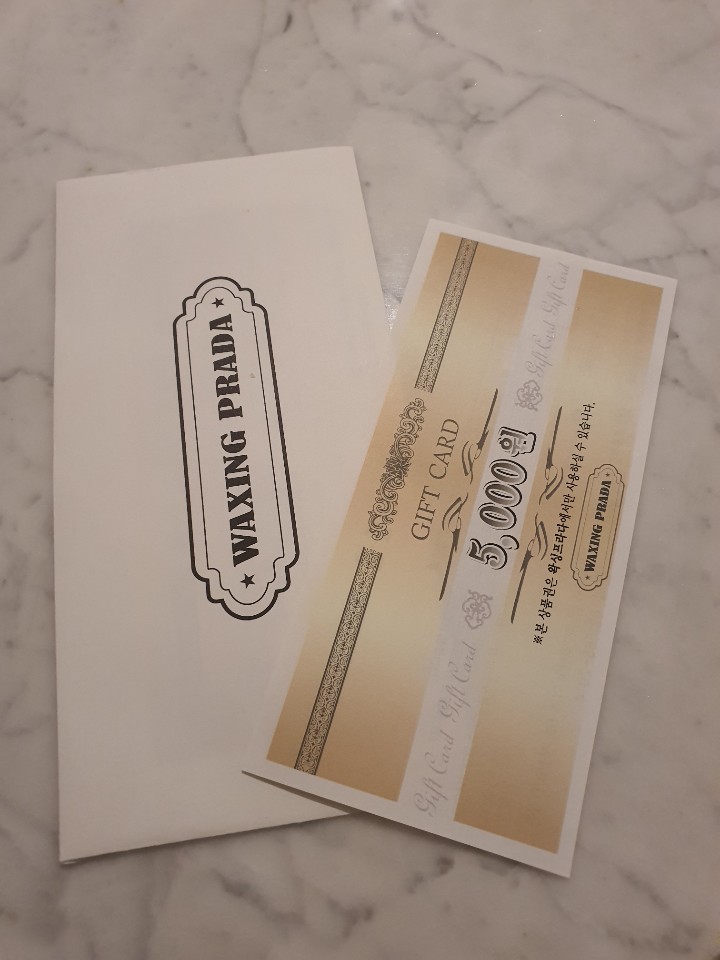 ★ WAXING PRADA ★
GIFT CARD
Gift Card Gift Card
5,000원
Gift Card Gift Card
※본 상품권은 왁싱프라다에서만 사용하실 수 있습니다.
WAXING PRADA